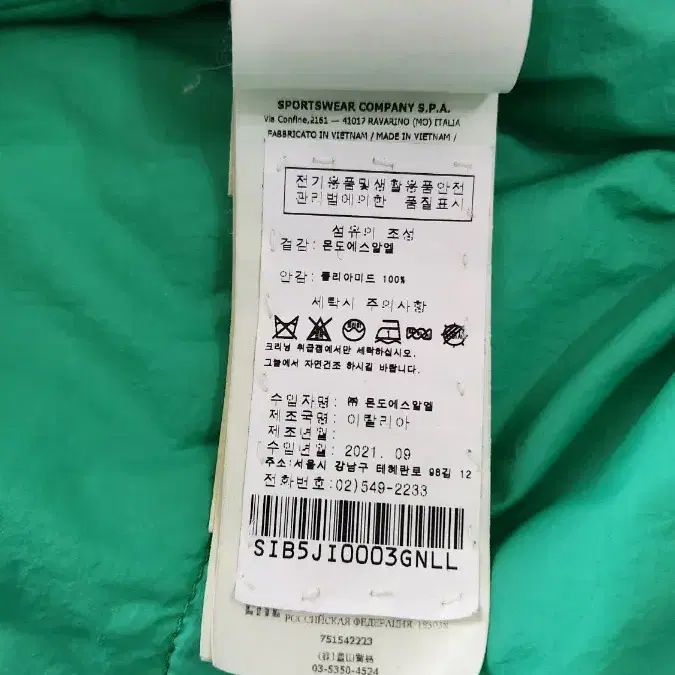 SPORTSWEAR COMPANY S.P.A.
Via Confine,2161 — 41017 RAVARINO (MO) ITALIA
FABBRICATO IN VIETNAM / MADE IN VIETNAM /
전기용품및생활용품안전
관리법에의한 품질표시
섬유의 조성
겉감: 몬도에스알엘
안감: 폴리아미드 100%
세탁시 주의사항
크리닝 취급점에서만 세탁하십시오.
그늘에서 자연건조 하시길 바랍니다.
수입자명: ㈜ 몬도에스알엘
제조국명: 이탈리아
제조년월:
수입년월: 2021. 09
주소:서울시 강남구 테헤란로 98길 12
전화번호:02)549-2233
SIB5JI0003GNLL
РОССИЙСКАЯ ФЕДЕРАЦИЯ
751542223
03-5350-4524